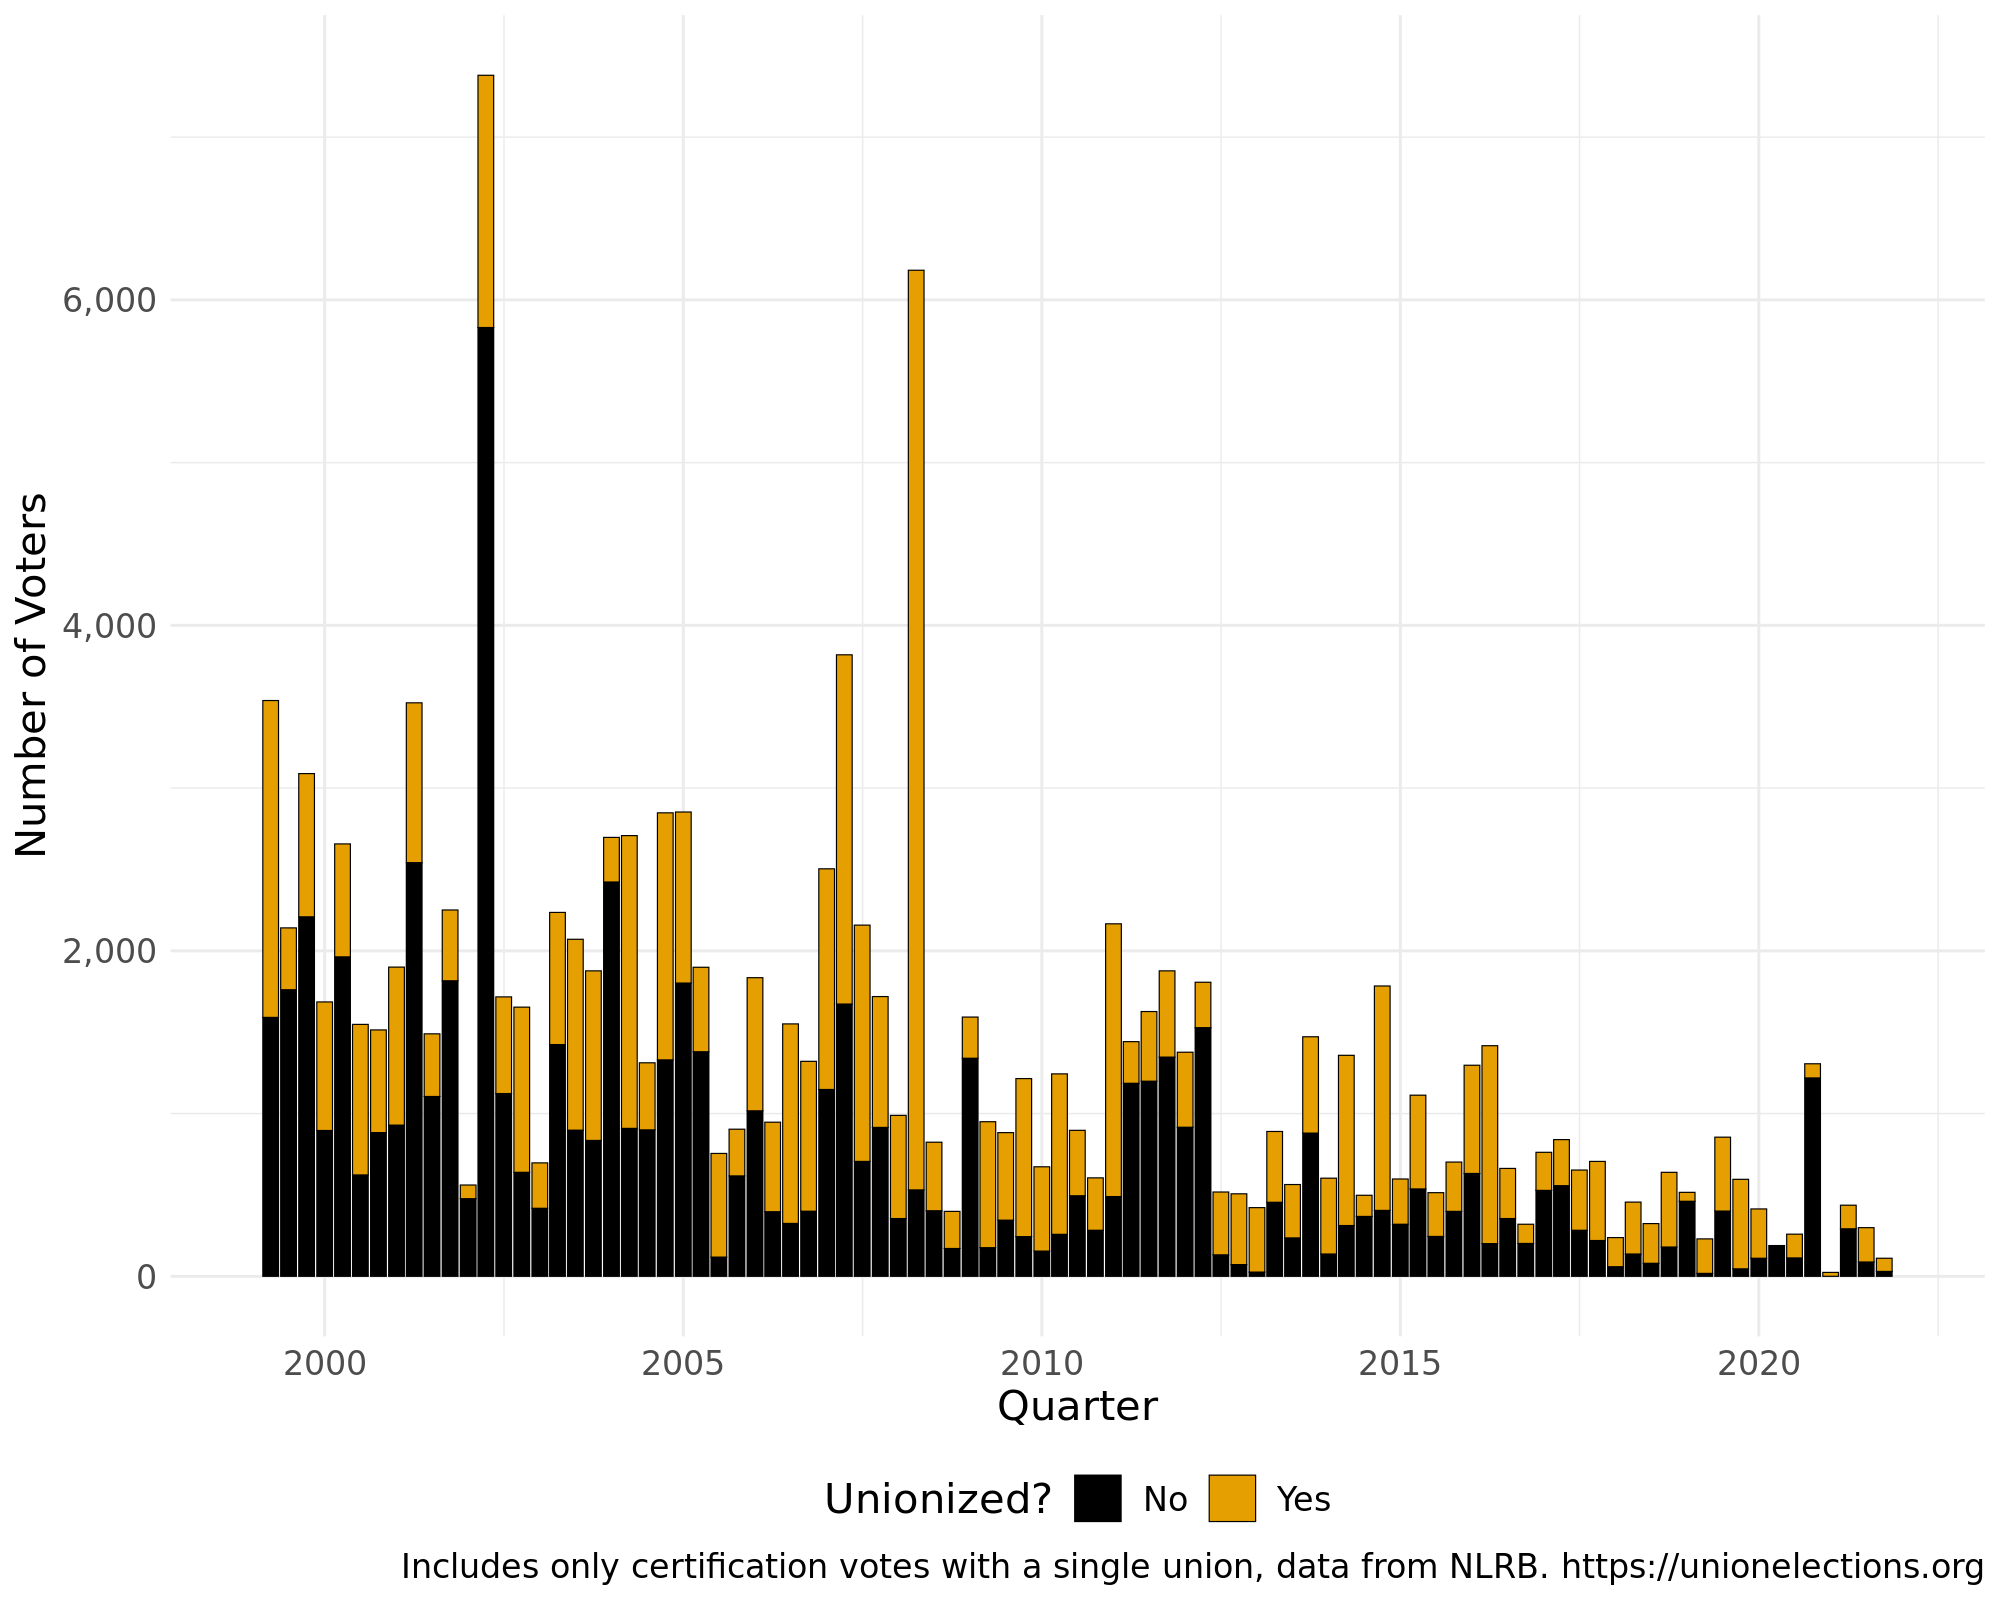 6,000
4,000
2,000
0
Number of Voters
2000 2005 2010 2015 2020
Quarter
Unionized? No Yes
Includes only certification votes with a single union, data from NLRB. https://unionelections.org